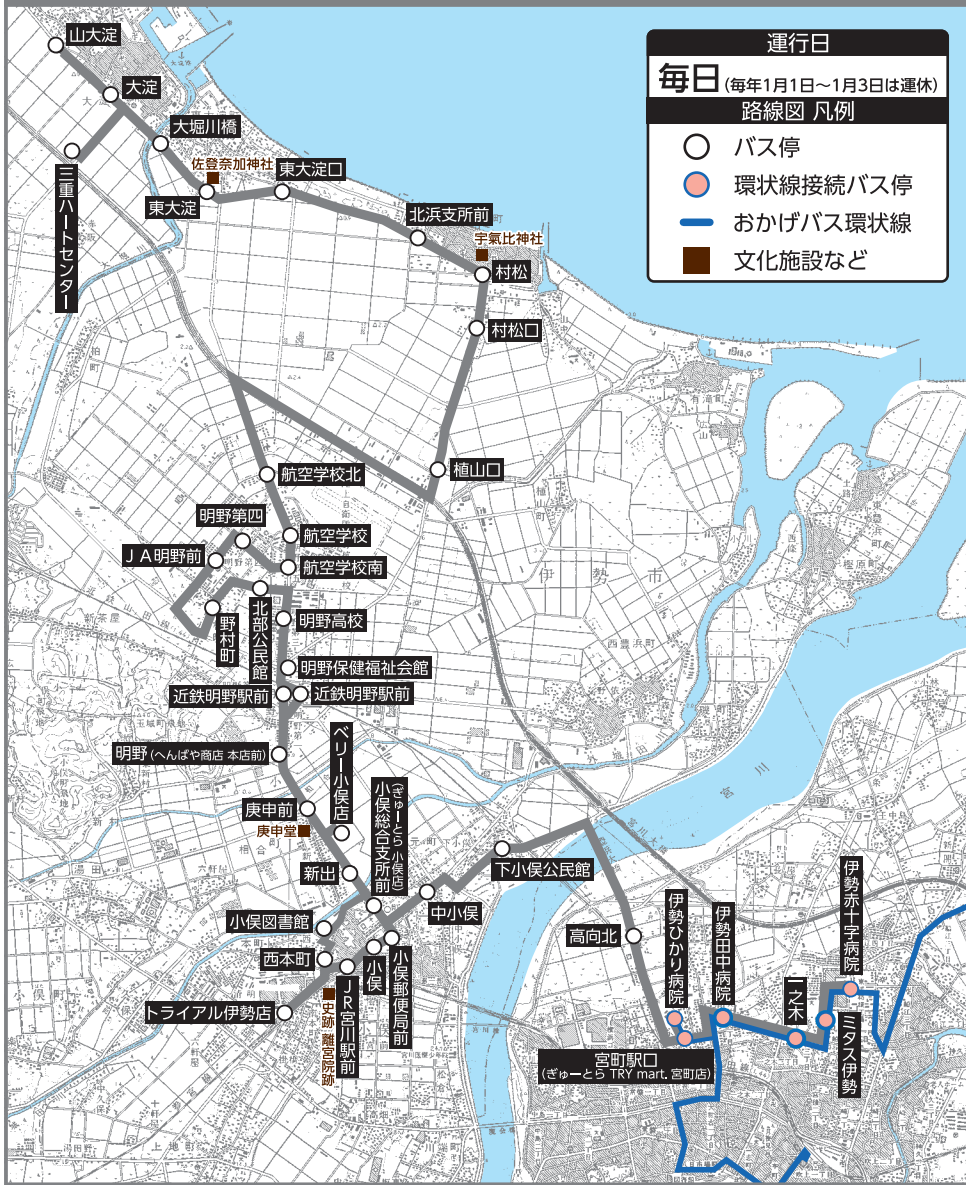 運行日
毎日 (毎年1月1日～1月3日は運休)
路線図 凡例
バス停
環状線接続バス停
おかげバス環状線
文化施設など
山大淀
大淀
大堀川橋
三重ハートセンター
佐登奈加神社
東大淀
東大淀口
北浜支所前
宇氣比神社
村松
村松口
植山口
航空学校北
航空学校
明野第四
JA明野前
航空学校南
野村町
北部公民館
明野高校
明野保健福祉会館
近鉄明野駅前
近鉄明野駅前
明野 (へんばや商店 本店前)
ベリー小俣店
庚申前
庚申堂
新出
小俣総合支所前
(ぎゅーとら 小俣店)
小俣図書館
西本町
トライアル伊勢店
史跡 離宮院跡
JR宮川駅前
小俣
小俣郵便局前
中小俣
下小俣公民館
高向北
伊勢ひかり病院
宮町駅口
(ぎゅーとら TRY mart. 宮町店)
伊勢田中病院
一之木
ミタス伊勢
伊勢赤十字病院
伊勢市
西豊浜町
樫原町
宮川